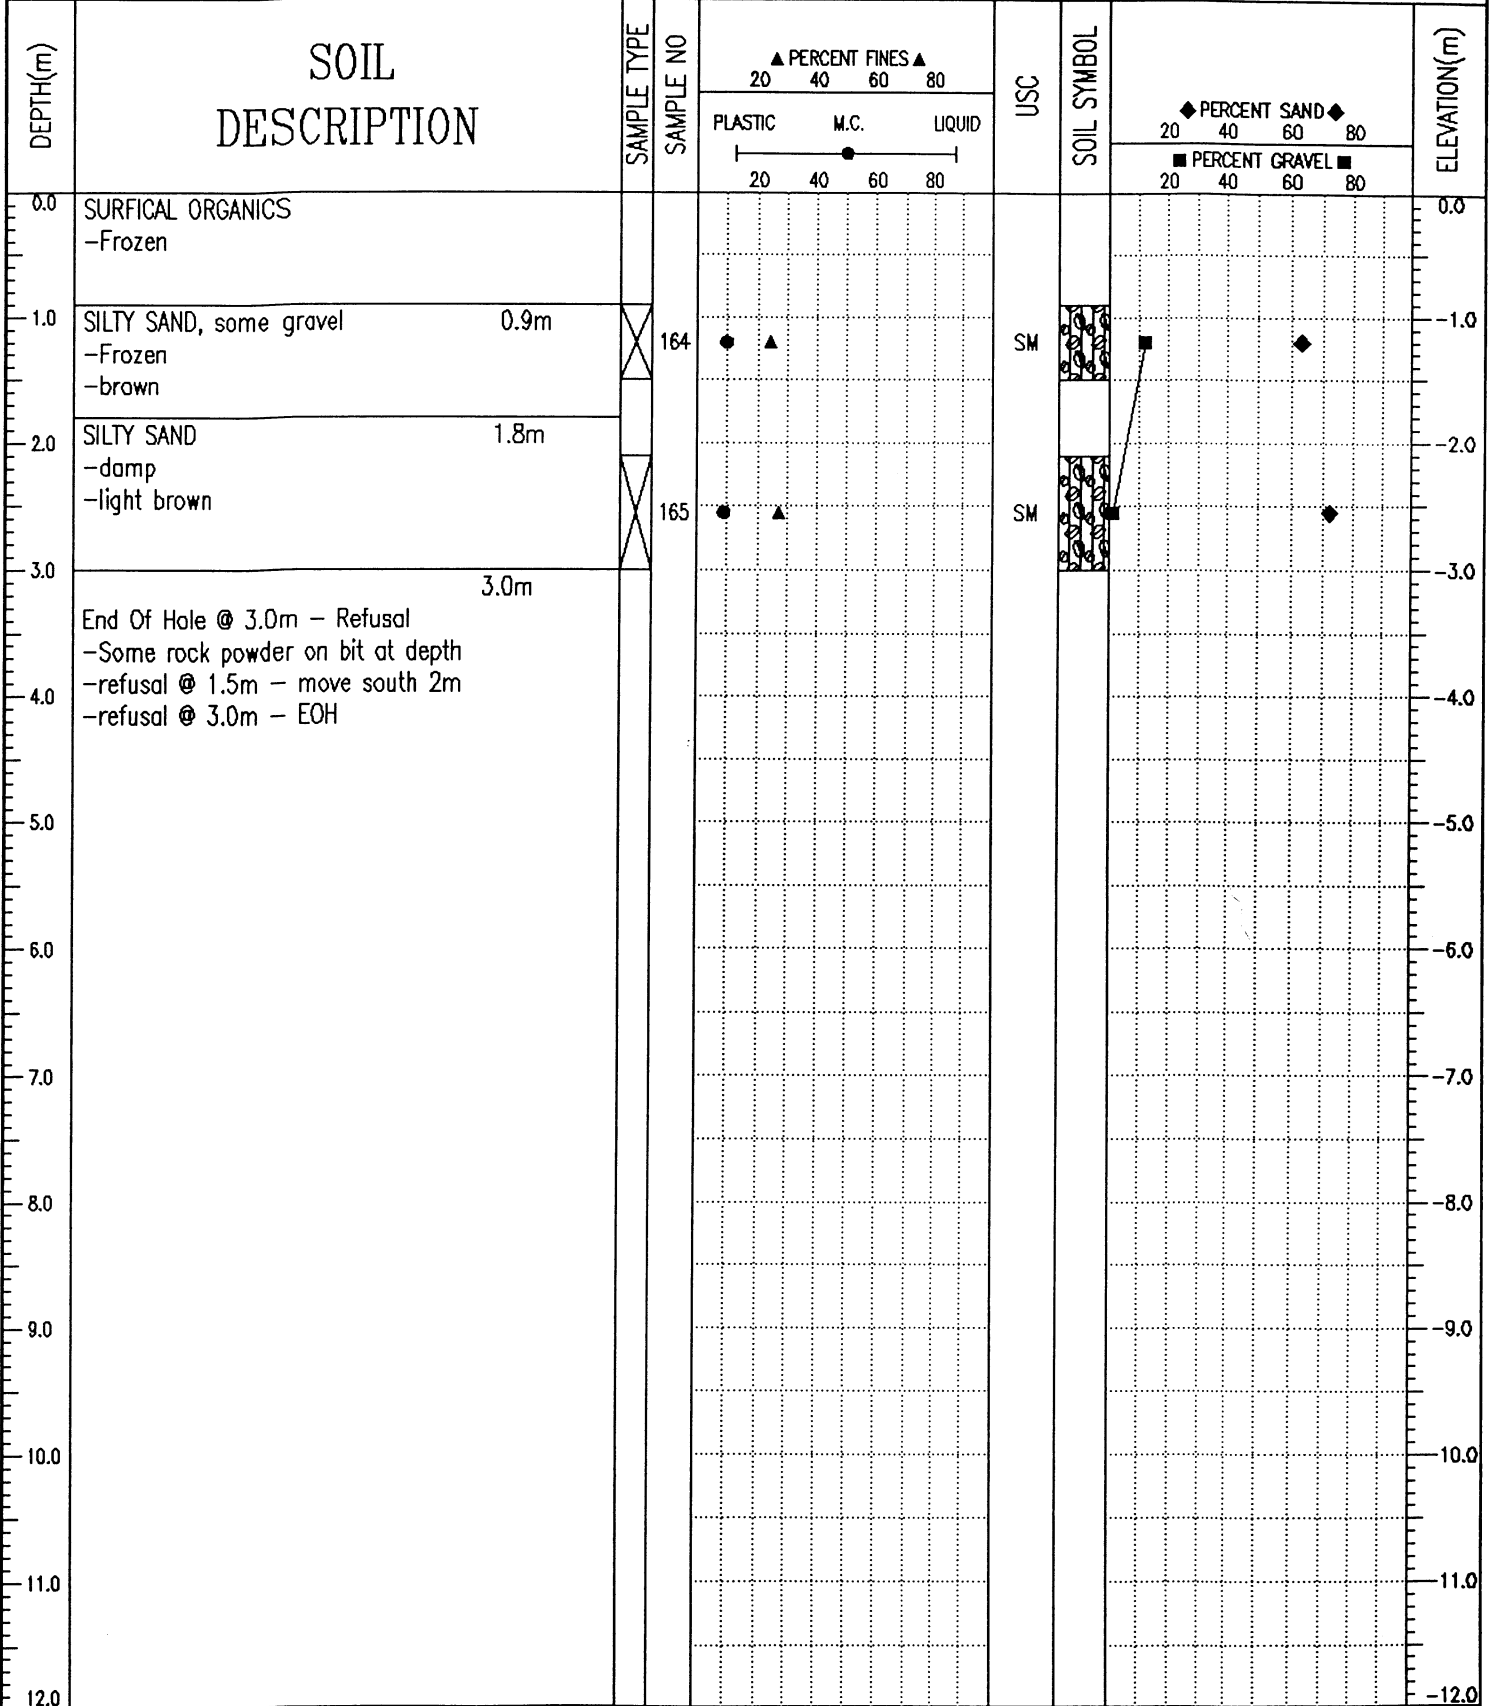 DEPTH(m)
SOIL
DESCRIPTION
SAMPLE TYPE
SAMPLE NO
▲ PERCENT FINES ▲
20 40 60 80
PLASTIC M.C. LIQUID
20 40 60 80
USC
SOIL SYMBOL
◆ PERCENT SAND ◆
20 40 60 80
■ PERCENT GRAVEL ■
20 40 60 80
ELEVATION(m)
0.0
SURFICAL ORGANICS
0.0
-Frozen
1.0
SILTY SAND, some gravel 0.9m
-1.0
-Frozen
164
SM
-brown
2.0
SILTY SAND 1.8m
-2.0
-damp
-light brown
165
SM
3.0
-3.0
3.0m
End Of Hole @ 3.0m - Refusal
-Some rock powder on bit at depth
-refusal @ 1.5m - move south 2m
4.0
-4.0
-refusal @ 3.0m - EOH
5.0
-5.0
6.0
-6.0
7.0
-7.0
8.0
-8.0
9.0
-9.0
10.0
-10.0
11.0
-11.0
12.0
-12.0